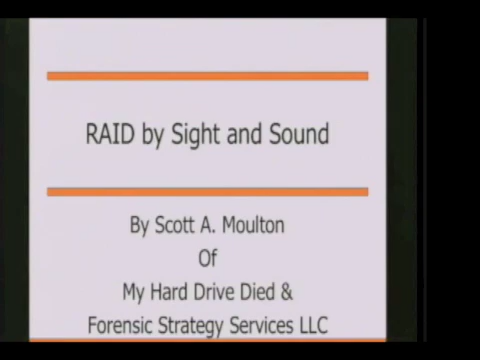 RAID by Sight and Sound
By Scott A. Moulton
Of
My Hard Drive Died &
Forensic Strategy Services LLC